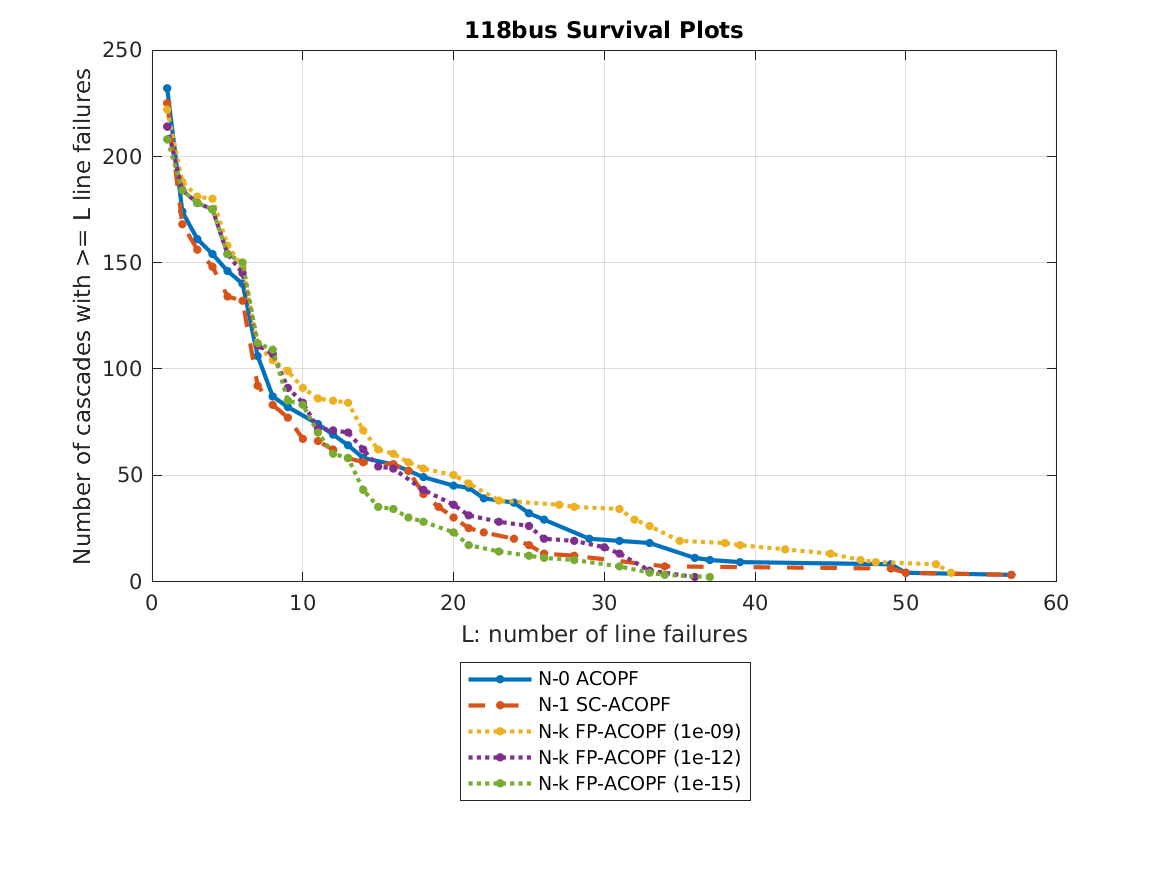 118bus Survival Plots
Number of cascades with >= L line failures
250
200
150
100
50
0
0 10 20 30 40 50 60
L: number of line failures
N-0 ACOPF
N-1 SC-ACOPF
N-k FP-ACOPF (1e-09)
N-k FP-ACOPF (1e-12)
N-k FP-ACOPF (1e-15)